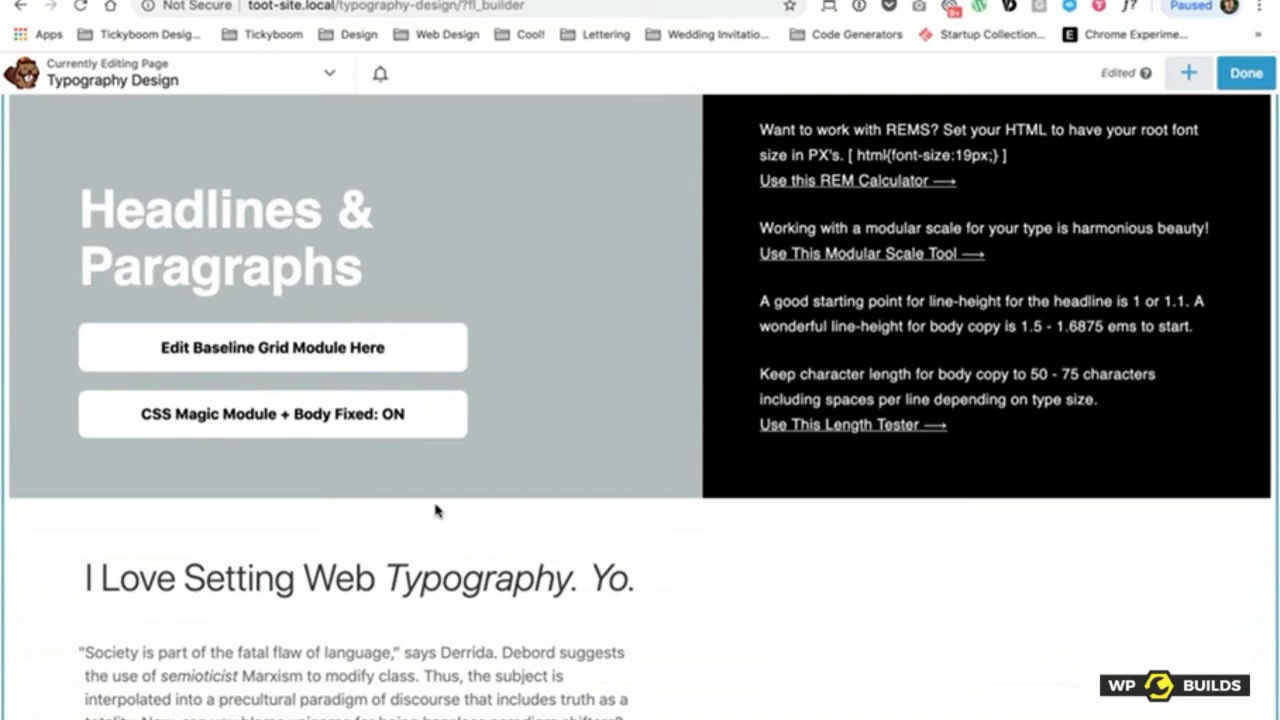 Not Secure | toot-site.local/typography-design/?fl_builder
Paused
Apps
Tickyboom Desig...
Tickyboom
Design
Web Design
Cool!
Lettering
Wedding Invitatio...
Code Generators
Startup Collection...
Chrome Experime...
»
Currently Editing Page
Typography Design
Edited
+
Done
Headlines &
Paragraphs
Edit Baseline Grid Module Here
CSS Magic Module + Body Fixed: ON
Want to work with REMS? Set your HTML to have your root font
size in PX's. [ html{font-size:19px;} ]
Use this REM Calculator ⟶
Working with a modular scale for your type is harmonious beauty!
Use This Modular Scale Tool ⟶
A good starting point for line-height for the headline is 1 or 1.1. A
wonderful line-height for body copy is 1.5 - 1.6875 ems to start.
Keep character length for body copy to 50 - 75 characters
including spaces per line depending on type size.
Use This Length Tester ⟶
I Love Setting Web Typography. Yo.
“Society is part of the fatal flaw of language,” says Derrida. Debord suggests
the use of semioticist Marxism to modify class. Thus, the subject is
interpolated into a precultural paradigm of discourse that includes truth as a
WP BUILDS